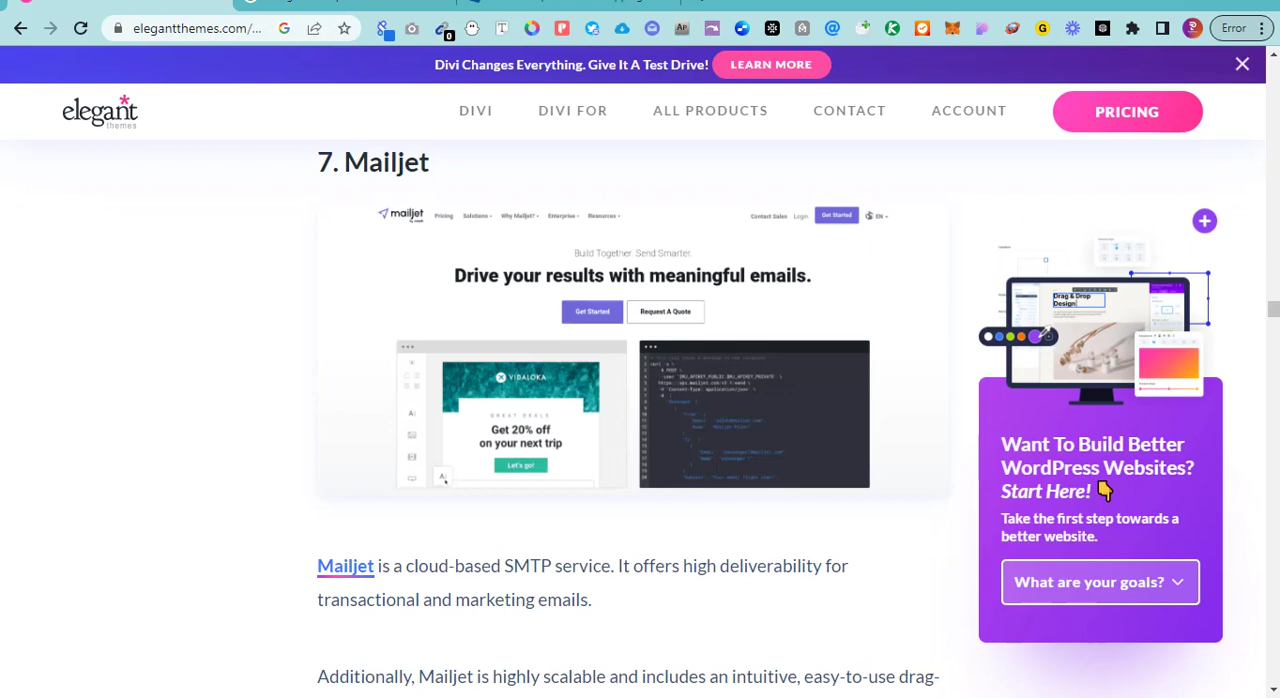 elegantthemes.com/...
0
Error
Divi Changes Everything. Give It A Test Drive! LEARN MORE
elegant
themes
DIVI
DIVI FOR
ALL PRODUCTS
CONTACT
ACCOUNT
PRICING
7. Mailjet
mailjet
Pricing
Solutions
Why Mailjet?
Enterprise
Resources
Contact Sales
Login
Get Started
EN
Build Together. Send Smarter.
Drive your results with meaningful emails.
Get Started
Request A Quote
VIDALOKA
GREAT DEALS
Get 20% off
on your next trip
Let's go!
Mailjet is a cloud-based SMTP service. It offers high deliverability for
transactional and marketing emails.
Additionally, Mailjet is highly scalable and includes an intuitive, easy-to-use drag-
Drag & Drop
Design
Want To Build Better
WordPress Websites?
Start Here! 👇
Take the first step towards a
better website.
What are your goals?